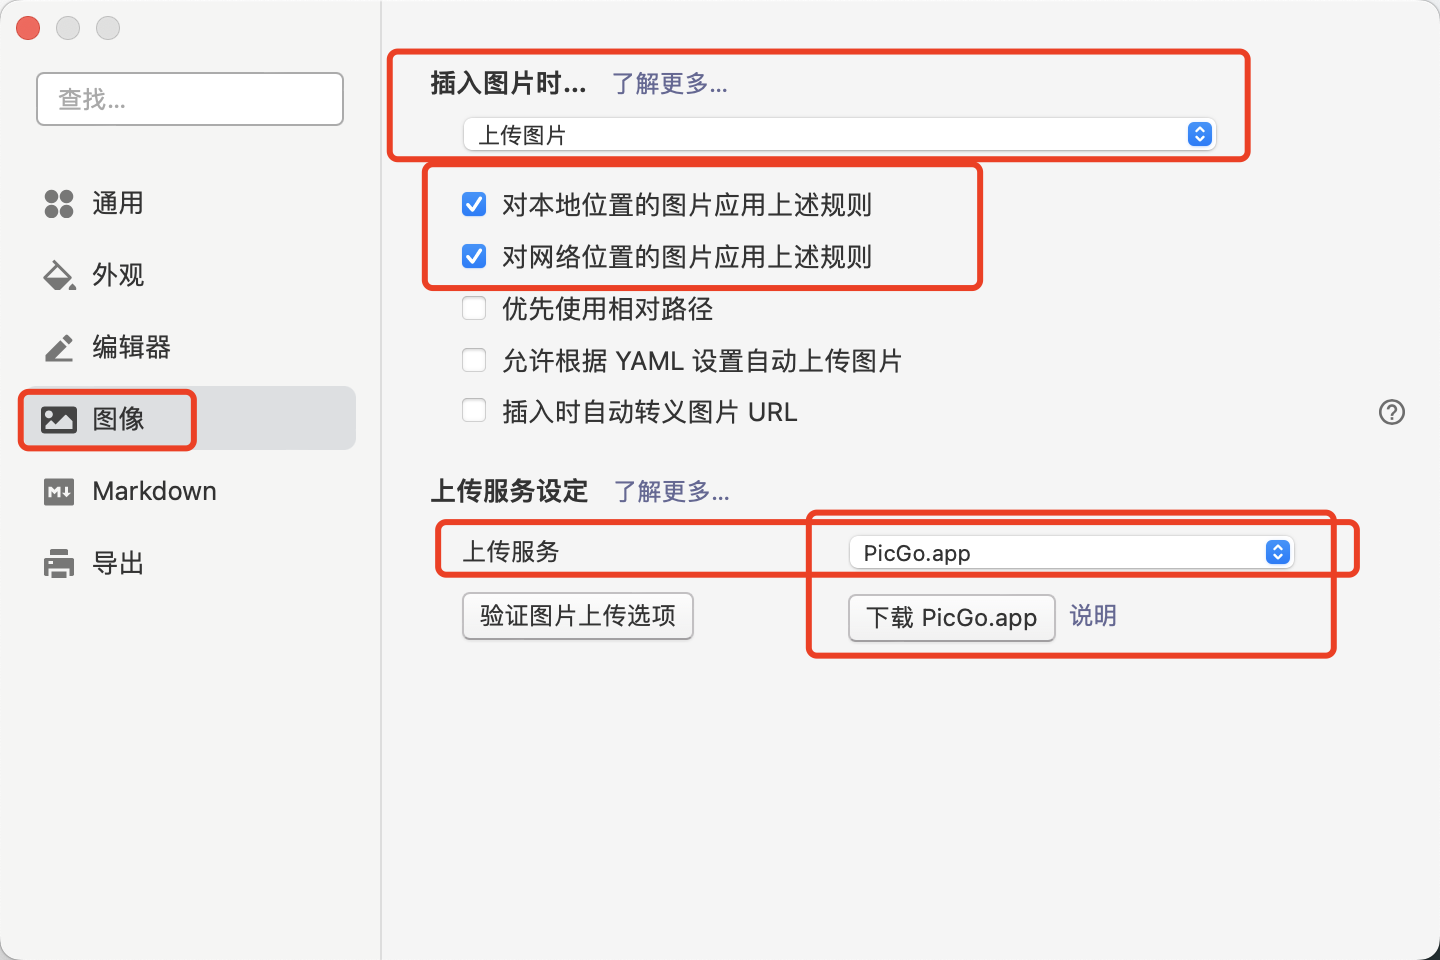 查找...
通用
外观
编辑器
图像
Markdown
导出
插入图片时... 了解更多...
上传图片
对本地位置的图片应用上述规则
对网络位置的图片应用上述规则
优先使用相对路径
允许根据 YAML 设置自动上传图片
插入时自动转义图片 URL
上传服务设定 了解更多...
上传服务 PicGo.app
验证图片上传选项 下载 PicGo.app 说明